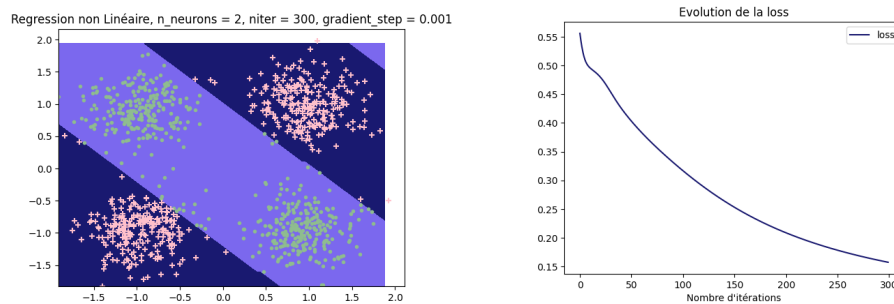 Regression non Linéaire, n_neurons = 2, niter = 300, gradient_step = 0.001
2.0
1.5
1.0
0.5
0.0
−0.5
−1.0
−1.5
−1.5 −1.0 −0.5 0.0 0.5 1.0 1.5 2.0
Evolution de la loss
loss
0.55
0.50
0.45
0.40
0.35
0.30
0.25
0.20
0.15
0 50 100 150 200 250 300
Nombre d'itérations